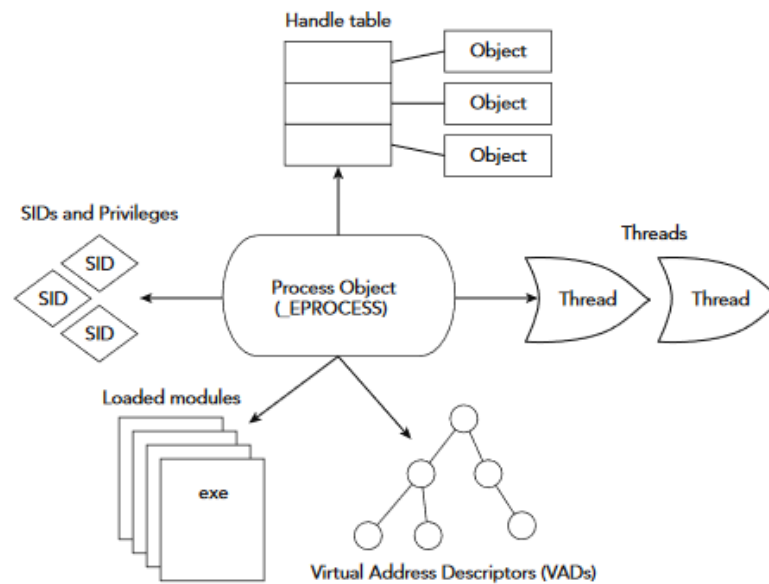 Handle table
Object
Object
Object
SIDs and Privileges
SID
SID
SID
Process Object
(_EPROCESS)
Threads
Thread
Thread
Loaded modules
exe
Virtual Address Descriptors (VADs)